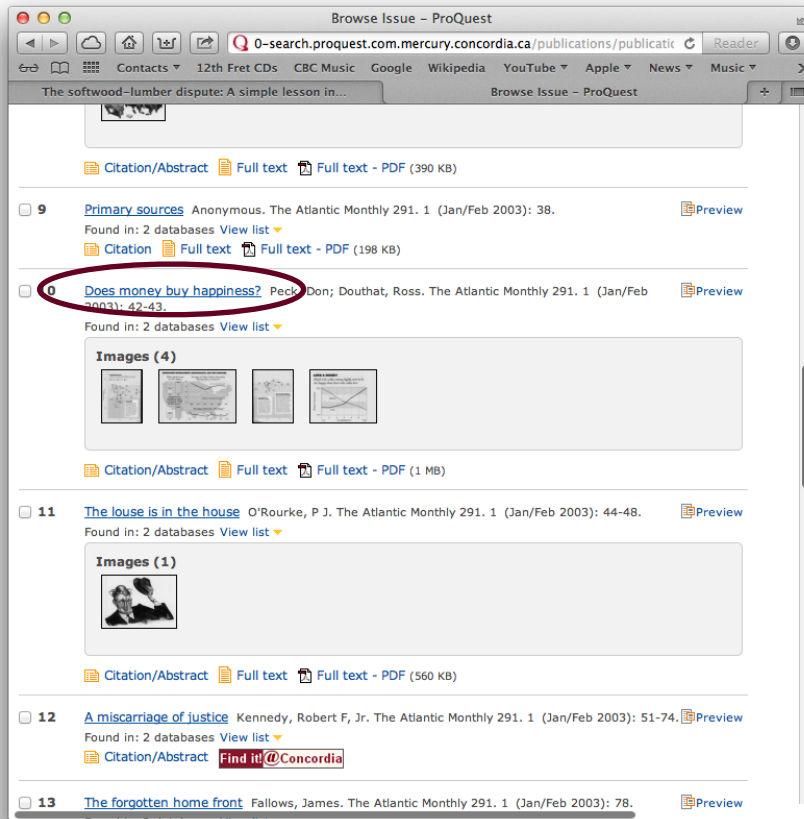 Browse Issue – ProQuest
0-search.proquest.com.mercury.concordia.ca/publications/publicatic
Reader
Contacts 12th Fret CDs CBC Music Google Wikipedia YouTube Apple News Music
The softwood-lumber dispute: A simple lesson in...
Browse Issue – ProQuest
Citation/Abstract Full text Full text - PDF (390 KB)
9 Primary sources Anonymous. The Atlantic Monthly 291. 1 (Jan/Feb 2003): 38. Preview
Found in: 2 databases View list
Citation Full text Full text - PDF (198 KB)
0 Does money buy happiness? Peck, Don; Douthat, Ross. The Atlantic Monthly 291. 1 (Jan/Feb Preview
2003): 42-43.
Found in: 2 databases View list
Images (4)
Citation/Abstract Full text Full text - PDF (1 MB)
11 The louse is in the house O'Rourke, P J. The Atlantic Monthly 291. 1 (Jan/Feb 2003): 44-48. Preview
Found in: 2 databases View list
Images (1)
Citation/Abstract Full text Full text - PDF (560 KB)
12 A miscarriage of justice Kennedy, Robert F, Jr. The Atlantic Monthly 291. 1 (Jan/Feb 2003): 51-74. Preview
Found in: 2 databases View list
Citation/Abstract Find it!@Concordia
13 The forgotten home front Fallows, James. The Atlantic Monthly 291. 1 (Jan/Feb 2003): 78. Preview